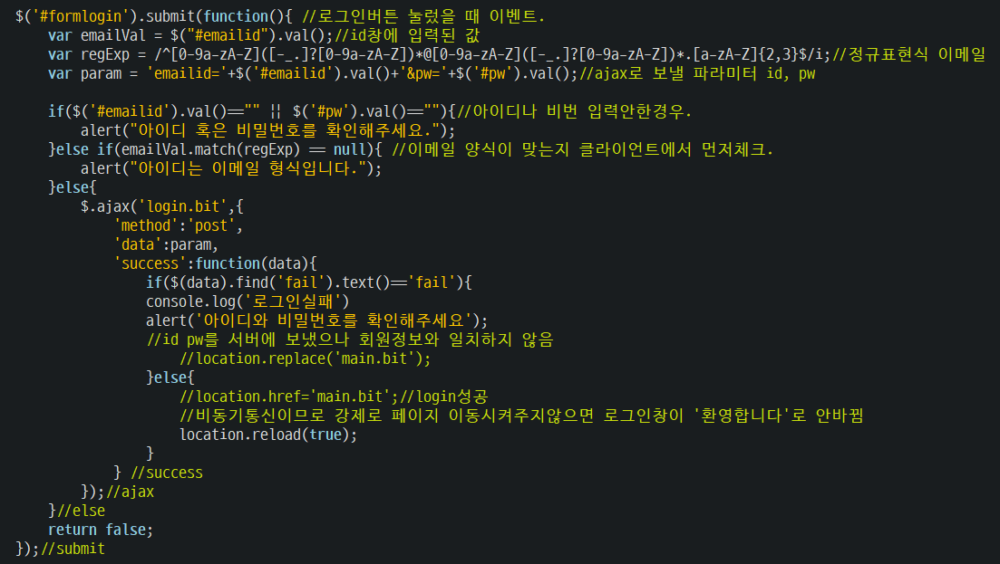 $('#formlogin').submit(function(){ //로그인버튼 눌렀을 때 이벤트.
    var emailVal = $("#emailid").val();//id창에 입력된 값
    var regExp = /^[0-9a-zA-Z]([-_.]?[0-9a-zA-Z])*@[0-9a-zA-Z]([-_.]?[0-9a-zA-Z])*.[a-zA-Z]{2,3}$/i;//정규표현식 이메일
    var param = 'emailid='+$('#emailid').val()+'&pw='+$('#pw').val();//ajax로 보낼 파라미터 id, pw
    if($('#emailid').val()=="" || $('#pw').val()==""){//아이디나 비번 입력안한경우.
        alert("아이디 혹은 비밀번호를 확인해주세요.");
    }else if(emailVal.match(regExp) == null){ //이메일 양식이 맞는지 클라이언트에서 먼저체크.
        alert("아이디는 이메일 형식입니다.");
    }else{
        $.ajax('login.bit',{
            'method':'post',
            'data':param,
            'success':function(data){
                if($(data).find('fail').text()=='fail'){
                console.log('로그인실패')
                alert('아이디와 비밀번호를 확인해주세요');
                //id pw를 서버에 보냈으나 회원정보와 일치하지 않음
                    //location.replace('main.bit');
                }else{
                    //location.href='main.bit';//login성공
                    //비동기통신이므로 강제로 페이지 이동시켜주지않으면 로그인창이 '환영합니다'로 안바뀜
                    location.reload(true);
                }
            } //success
        });//ajax
    }//else
    return false;
});//submit